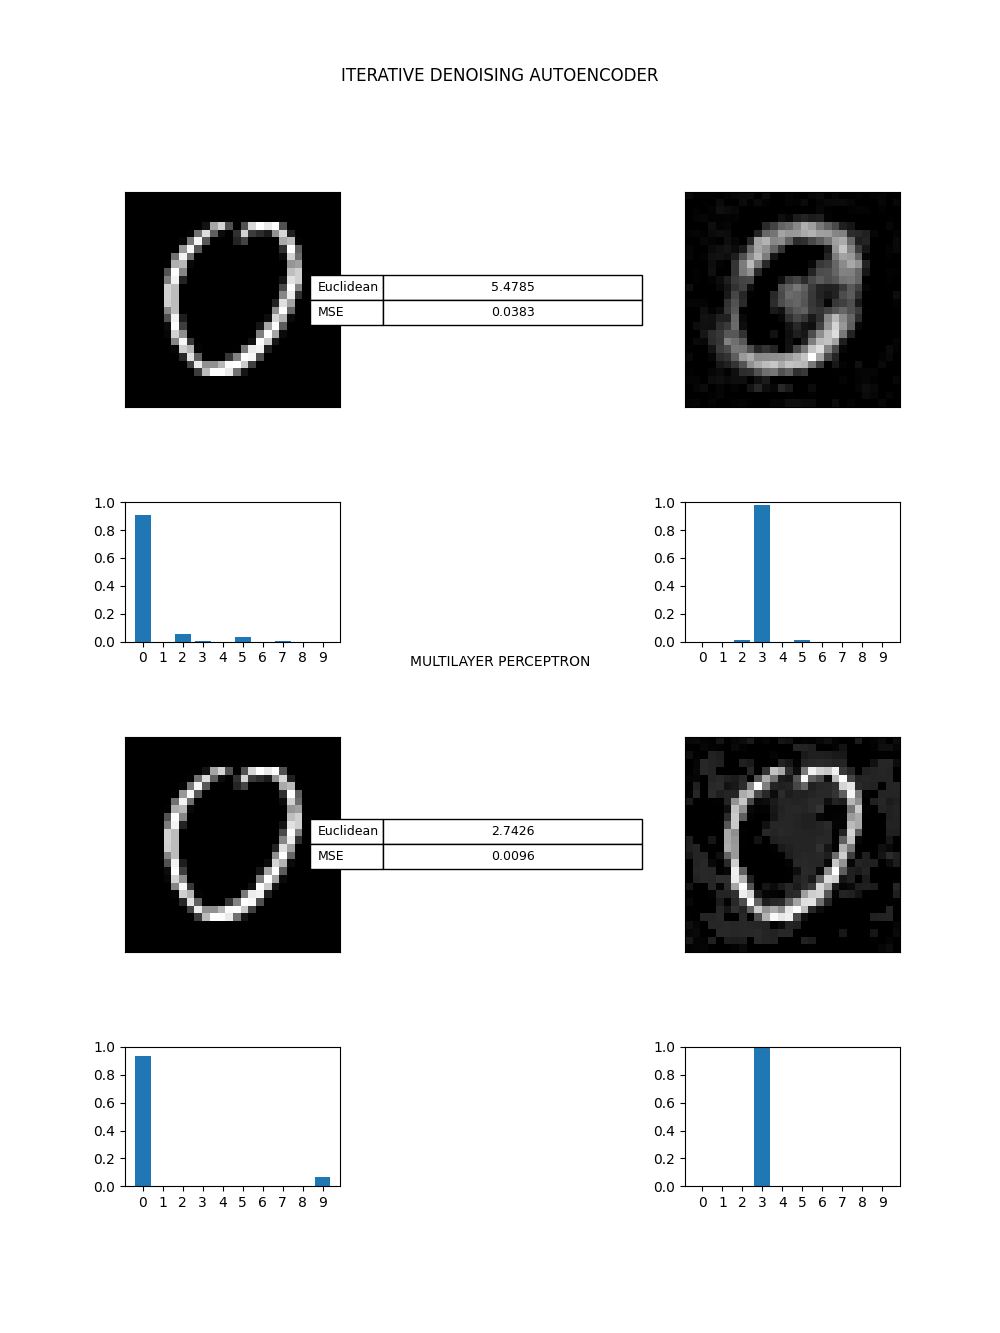 ITERATIVE DENOISING AUTOENCODER
Euclidean 5.4785
MSE 0.0383
1.0 1.0
0.8 0.8
0.6 0.6
0.4 0.4
0.2 0.2
0.0 0.0
0 1 2 3 4 5 6 7 8 9 0 1 2 3 4 5 6 7 8 9
MULTILAYER PERCEPTRON
Euclidean 2.7426
MSE 0.0096
1.0 1.0
0.8 0.8
0.6 0.6
0.4 0.4
0.2 0.2
0.0 0.0
0 1 2 3 4 5 6 7 8 9 0 1 2 3 4 5 6 7 8 9